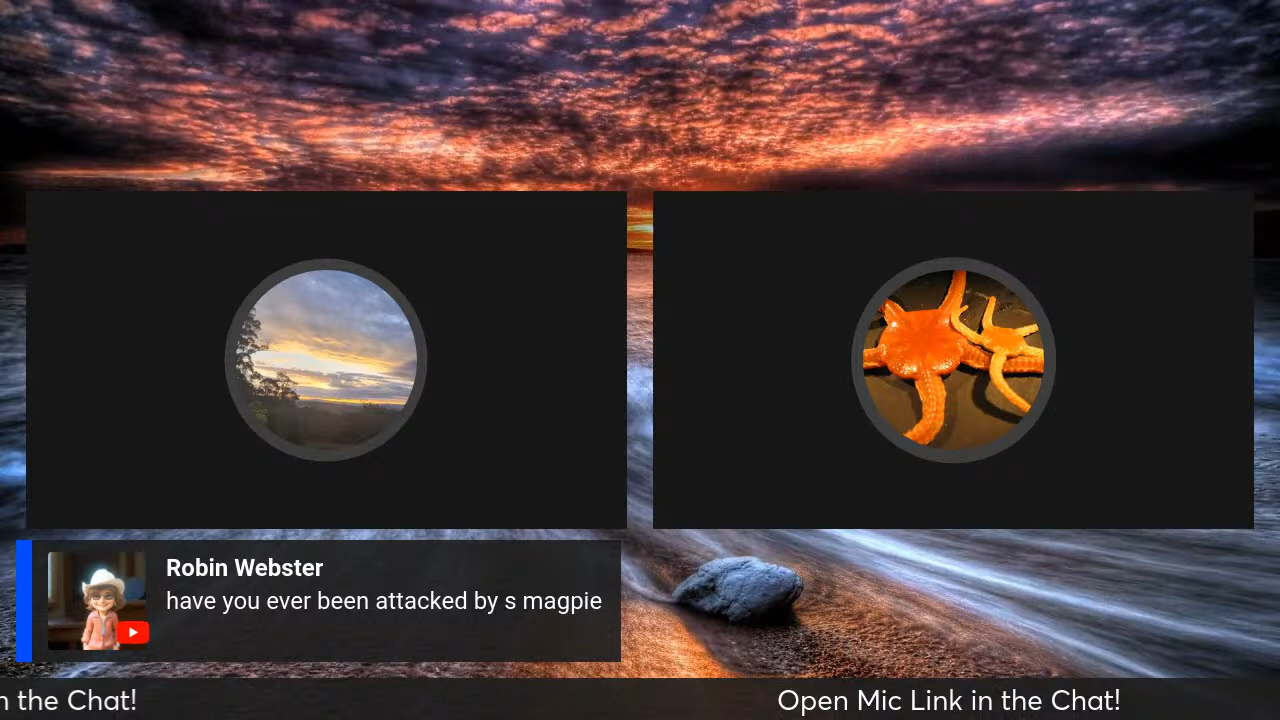 Robin Webster
have you ever been attacked by s magpie
n the Chat!
Open Mic Link in the Chat!